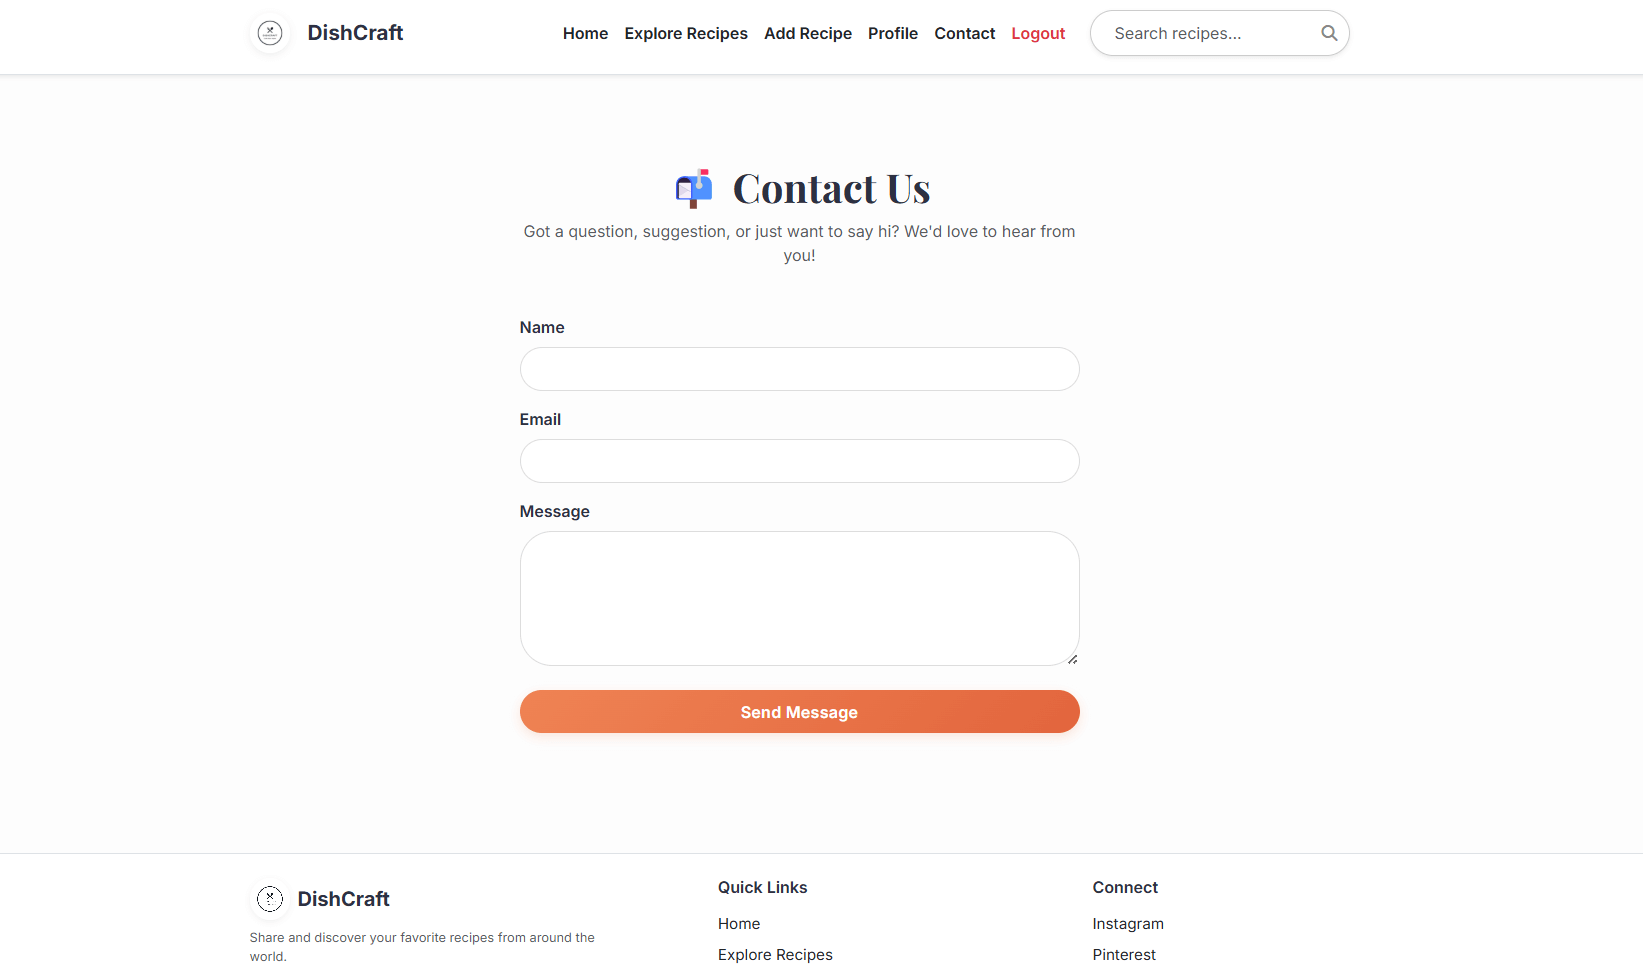 DishCraft
Home Explore Recipes Add Recipe Profile Contact Logout
Search recipes...
Contact Us
Got a question, suggestion, or just want to say hi? We'd love to hear from
you!
Name
Email
Message
Send Message
DishCraft
Share and discover your favorite recipes from around the
world.
Quick Links
Home
Explore Recipes
Connect
Instagram
Pinterest